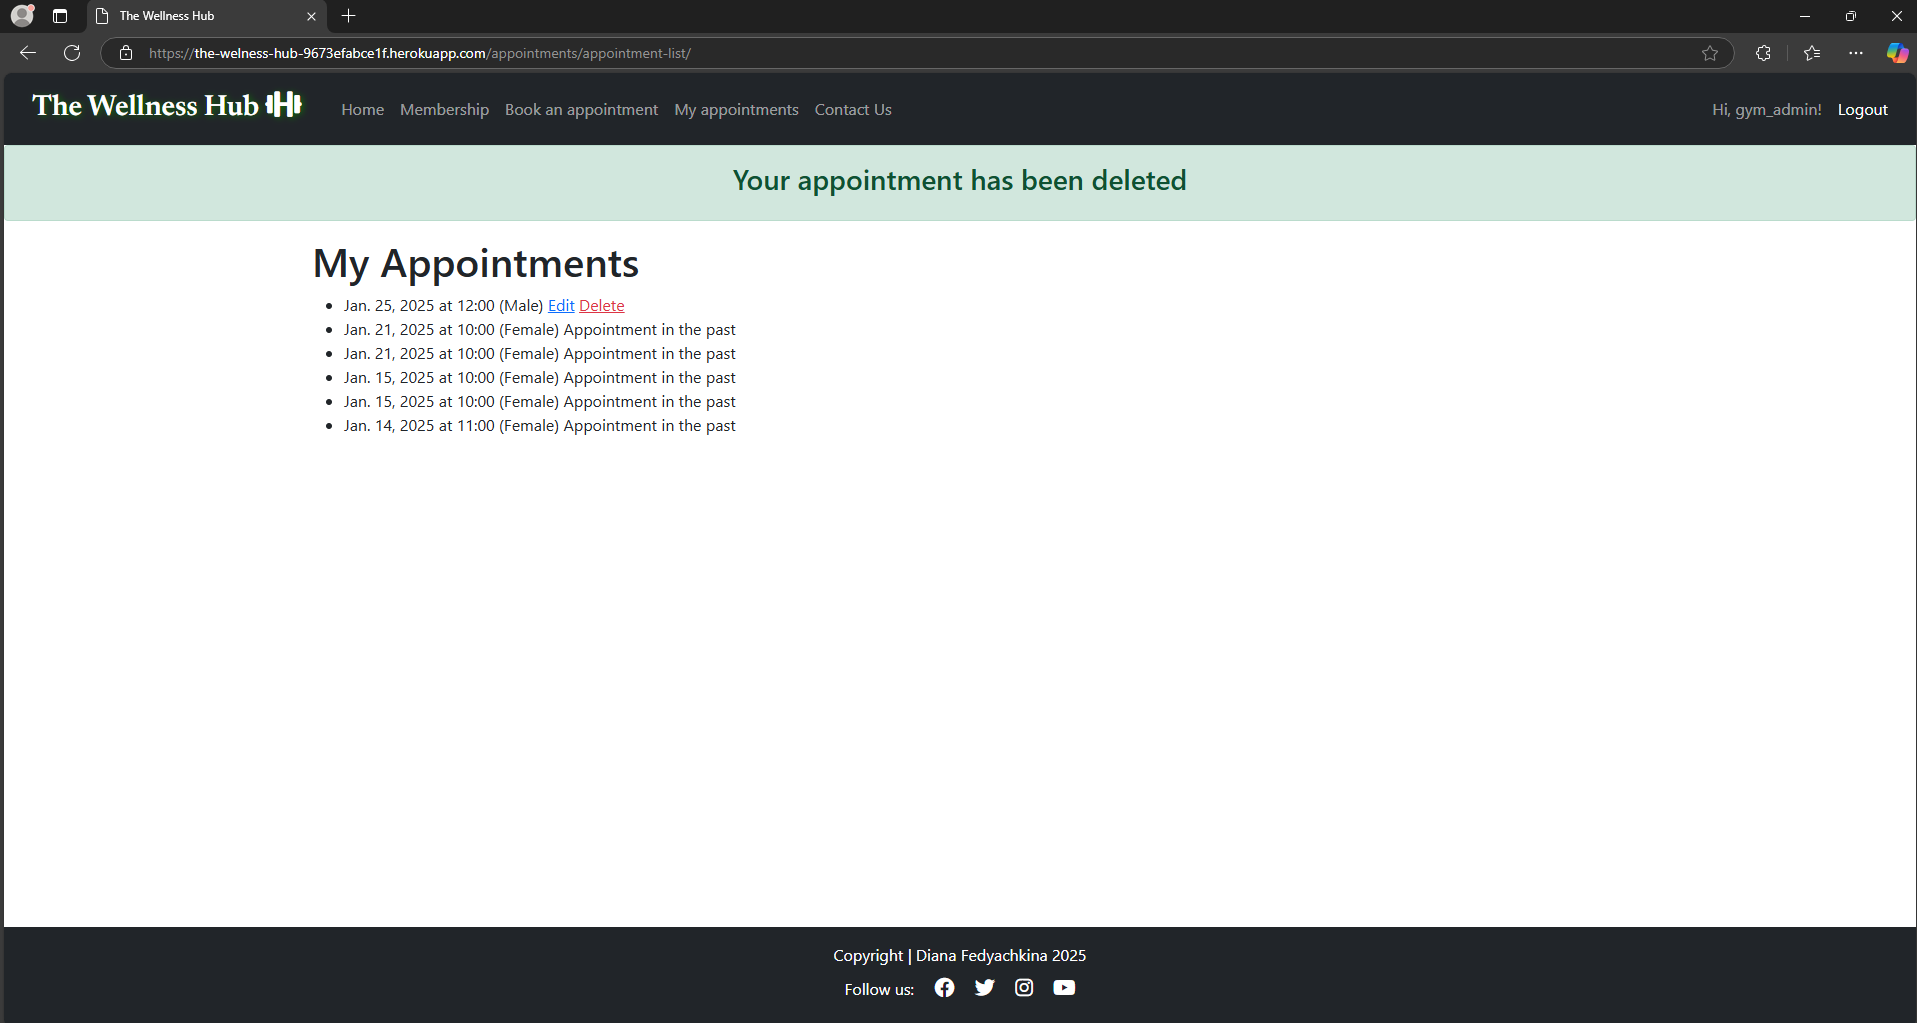 The Wellness Hub
https://the-welness-hub-9673efabce1f.herokuapp.com/appointments/appointment-list/
The Wellness Hub Home Membership Book an appointment My appointments Contact Us Hi, gym_admin! Logout
Your appointment has been deleted
My Appointments
Jan. 25, 2025 at 12:00 (Male) Edit Delete
Jan. 21, 2025 at 10:00 (Female) Appointment in the past
Jan. 21, 2025 at 10:00 (Female) Appointment in the past
Jan. 15, 2025 at 10:00 (Female) Appointment in the past
Jan. 15, 2025 at 10:00 (Female) Appointment in the past
Jan. 14, 2025 at 11:00 (Female) Appointment in the past
Copyright | Diana Fedyachkina 2025
Follow us: